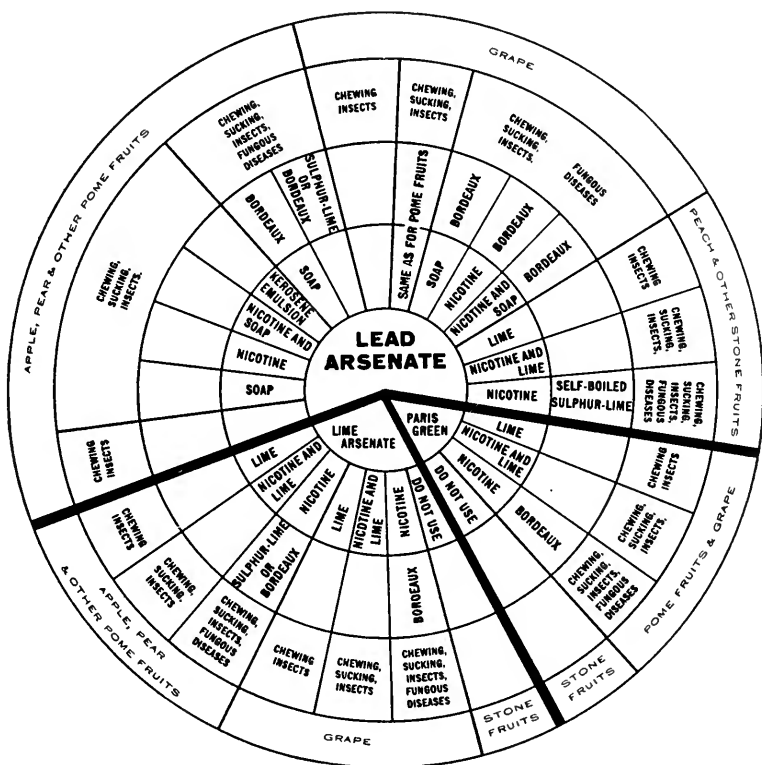 LEAD
ARSENATE
APPLE, PEAR & OTHER POME FRUITS
CHEWING
INSECTS
CHEWING,
SUCKING,
INSECTS.
SOAP
NICOTINE
NICOTINE AND
SOAP
KEROSENE
EMULSION
SOAP
BORDEAUX
SULPHUR-LIME
OR
BORDEAUX
CHEWING,
SUCKING,
INSECTS,
FUNGOUS
DISEASES
GRAPE
CHEWING
INSECTS
CHEWING,
SUCKING,
INSECTS
SAME AS FOR POME FRUITS
CHEWING,
SUCKING,
INSECTS.
FUNGOUS
DISEASES
SOAP
BORDEAUX
NICOTINE
BORDEAUX
NICOTINE AND
SOAP
BORDEAUX
PEACH & OTHER STONE FRUITS
LIME
CHEWING
INSECTS
NICOTINE AND
LIME
CHEWING,
SUCKING,
INSECTS,
NICOTINE
SELF-BOILED
SULPHUR-LIME
CHEWING,
SUCKING,
INSECTS,
FUNGOUS
DISEASES
PARIS
GREEN
POME FRUITS & GRAPE
LIME
CHEWING
INSECTS
NICOTINE AND
LIME
CHEWING,
SUCKING,
INSECTS,
NICOTINE
BORDEAUX
CHEWING,
SUCKING,
INSECTS, FUNGOUS
DISEASES
DO NOT USE
STONE
FRUITS
LIME
ARSENATE
APPLE, PEAR
& OTHER POME FRUITS
LIME
CHEWING
INSECTS
NICOTINE AND
LIME
CHEWING,
SUCKING,
INSECTS
NICOTINE
SULPHUR-LIME
OR
BORDEAUX
CHEWING,
SUCKING,
INSECTS,
FUNGOUS
DISEASES
GRAPE
LIME
CHEWING
INSECTS
NICOTINE AND
LIME
CHEWING,
SUCKING,
INSECTS
NICOTINE
BORDEAUX
CHEWING,
SUCKING,
INSECTS,
FUNGOUS
DISEASES
DO NOT USE
STONE
FRUITS